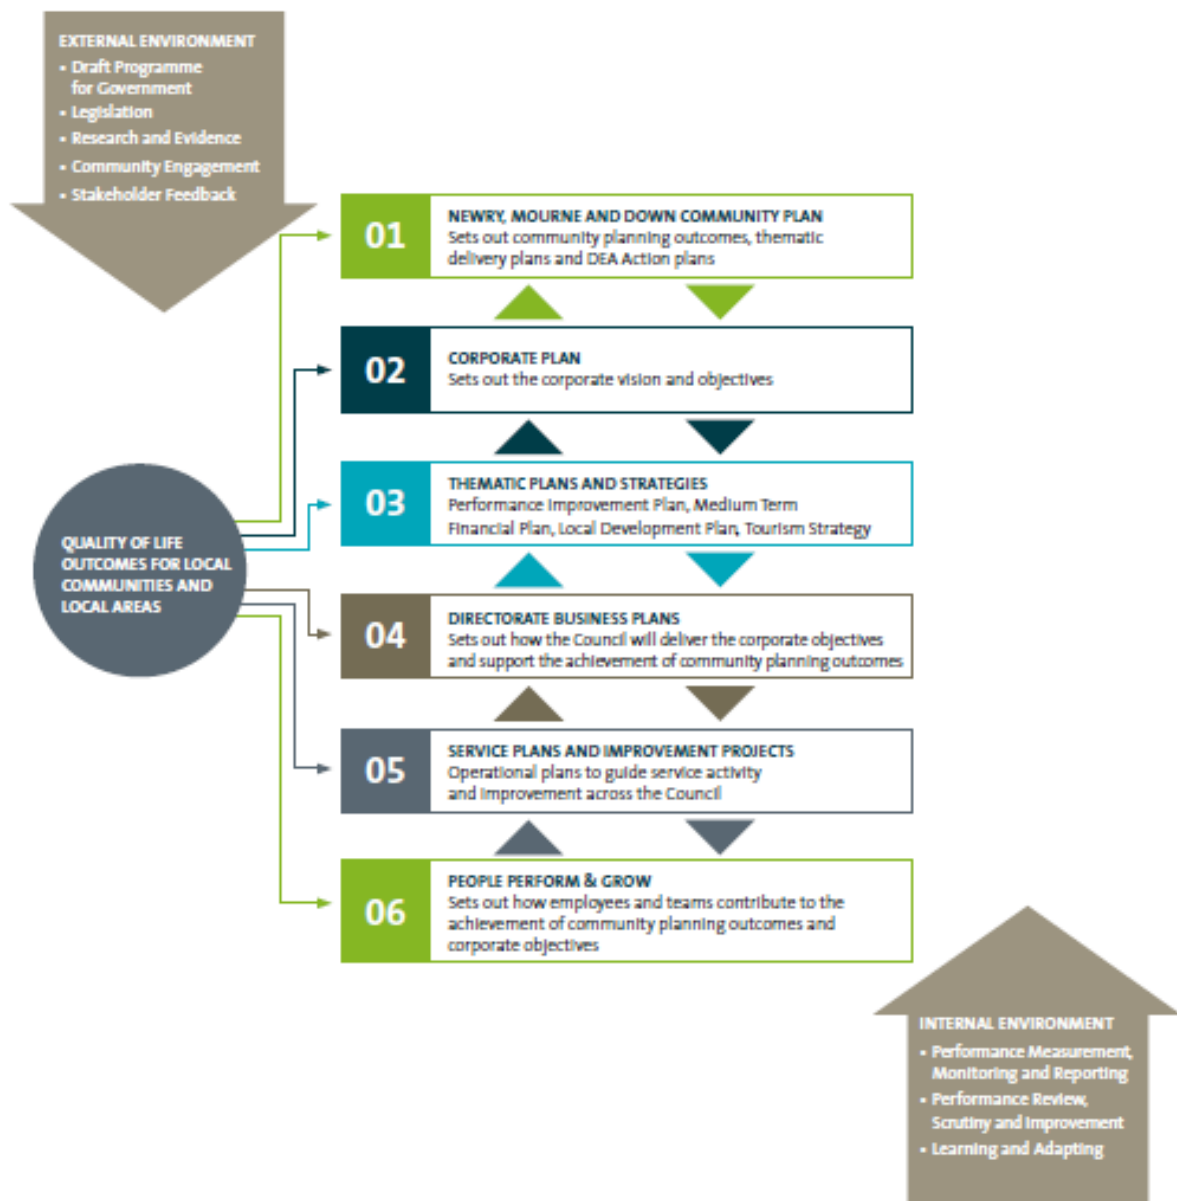 EXTERNAL ENVIRONMENT
▪ Draft Programme
for Government
▪ Legislation
▪ Research and Evidence
▪ Community Engagement
▪ Stakeholder Feedback
01
NEWRY, MOURNE AND DOWN COMMUNITY PLAN
Sets out community planning outcomes, thematic
delivery plans and DEA Action plans
02
CORPORATE PLAN
Sets out the corporate vision and objectives
03
THEMATIC PLANS AND STRATEGIES
Performance Improvement Plan, Medium Term
Financial Plan, Local Development Plan, Tourism Strategy
QUALITY OF LIFE
OUTCOMES FOR LOCAL
COMMUNITIES AND
LOCAL AREAS
04
DIRECTORATE BUSINESS PLANS
Sets out how the Council will deliver the corporate objectives
and support the achievement of community planning outcomes
05
SERVICE PLANS AND IMPROVEMENT PROJECTS
Operational plans to guide service activity
and improvement across the Council
06
PEOPLE PERFORM & GROW
Sets out how employees and teams contribute to the
achievement of community planning outcomes and
corporate objectives
INTERNAL ENVIRONMENT
▪ Performance Measurement,
Monitoring and Reporting
▪ Performance Review,
Scrutiny and Improvement
▪ Learning and Adapting